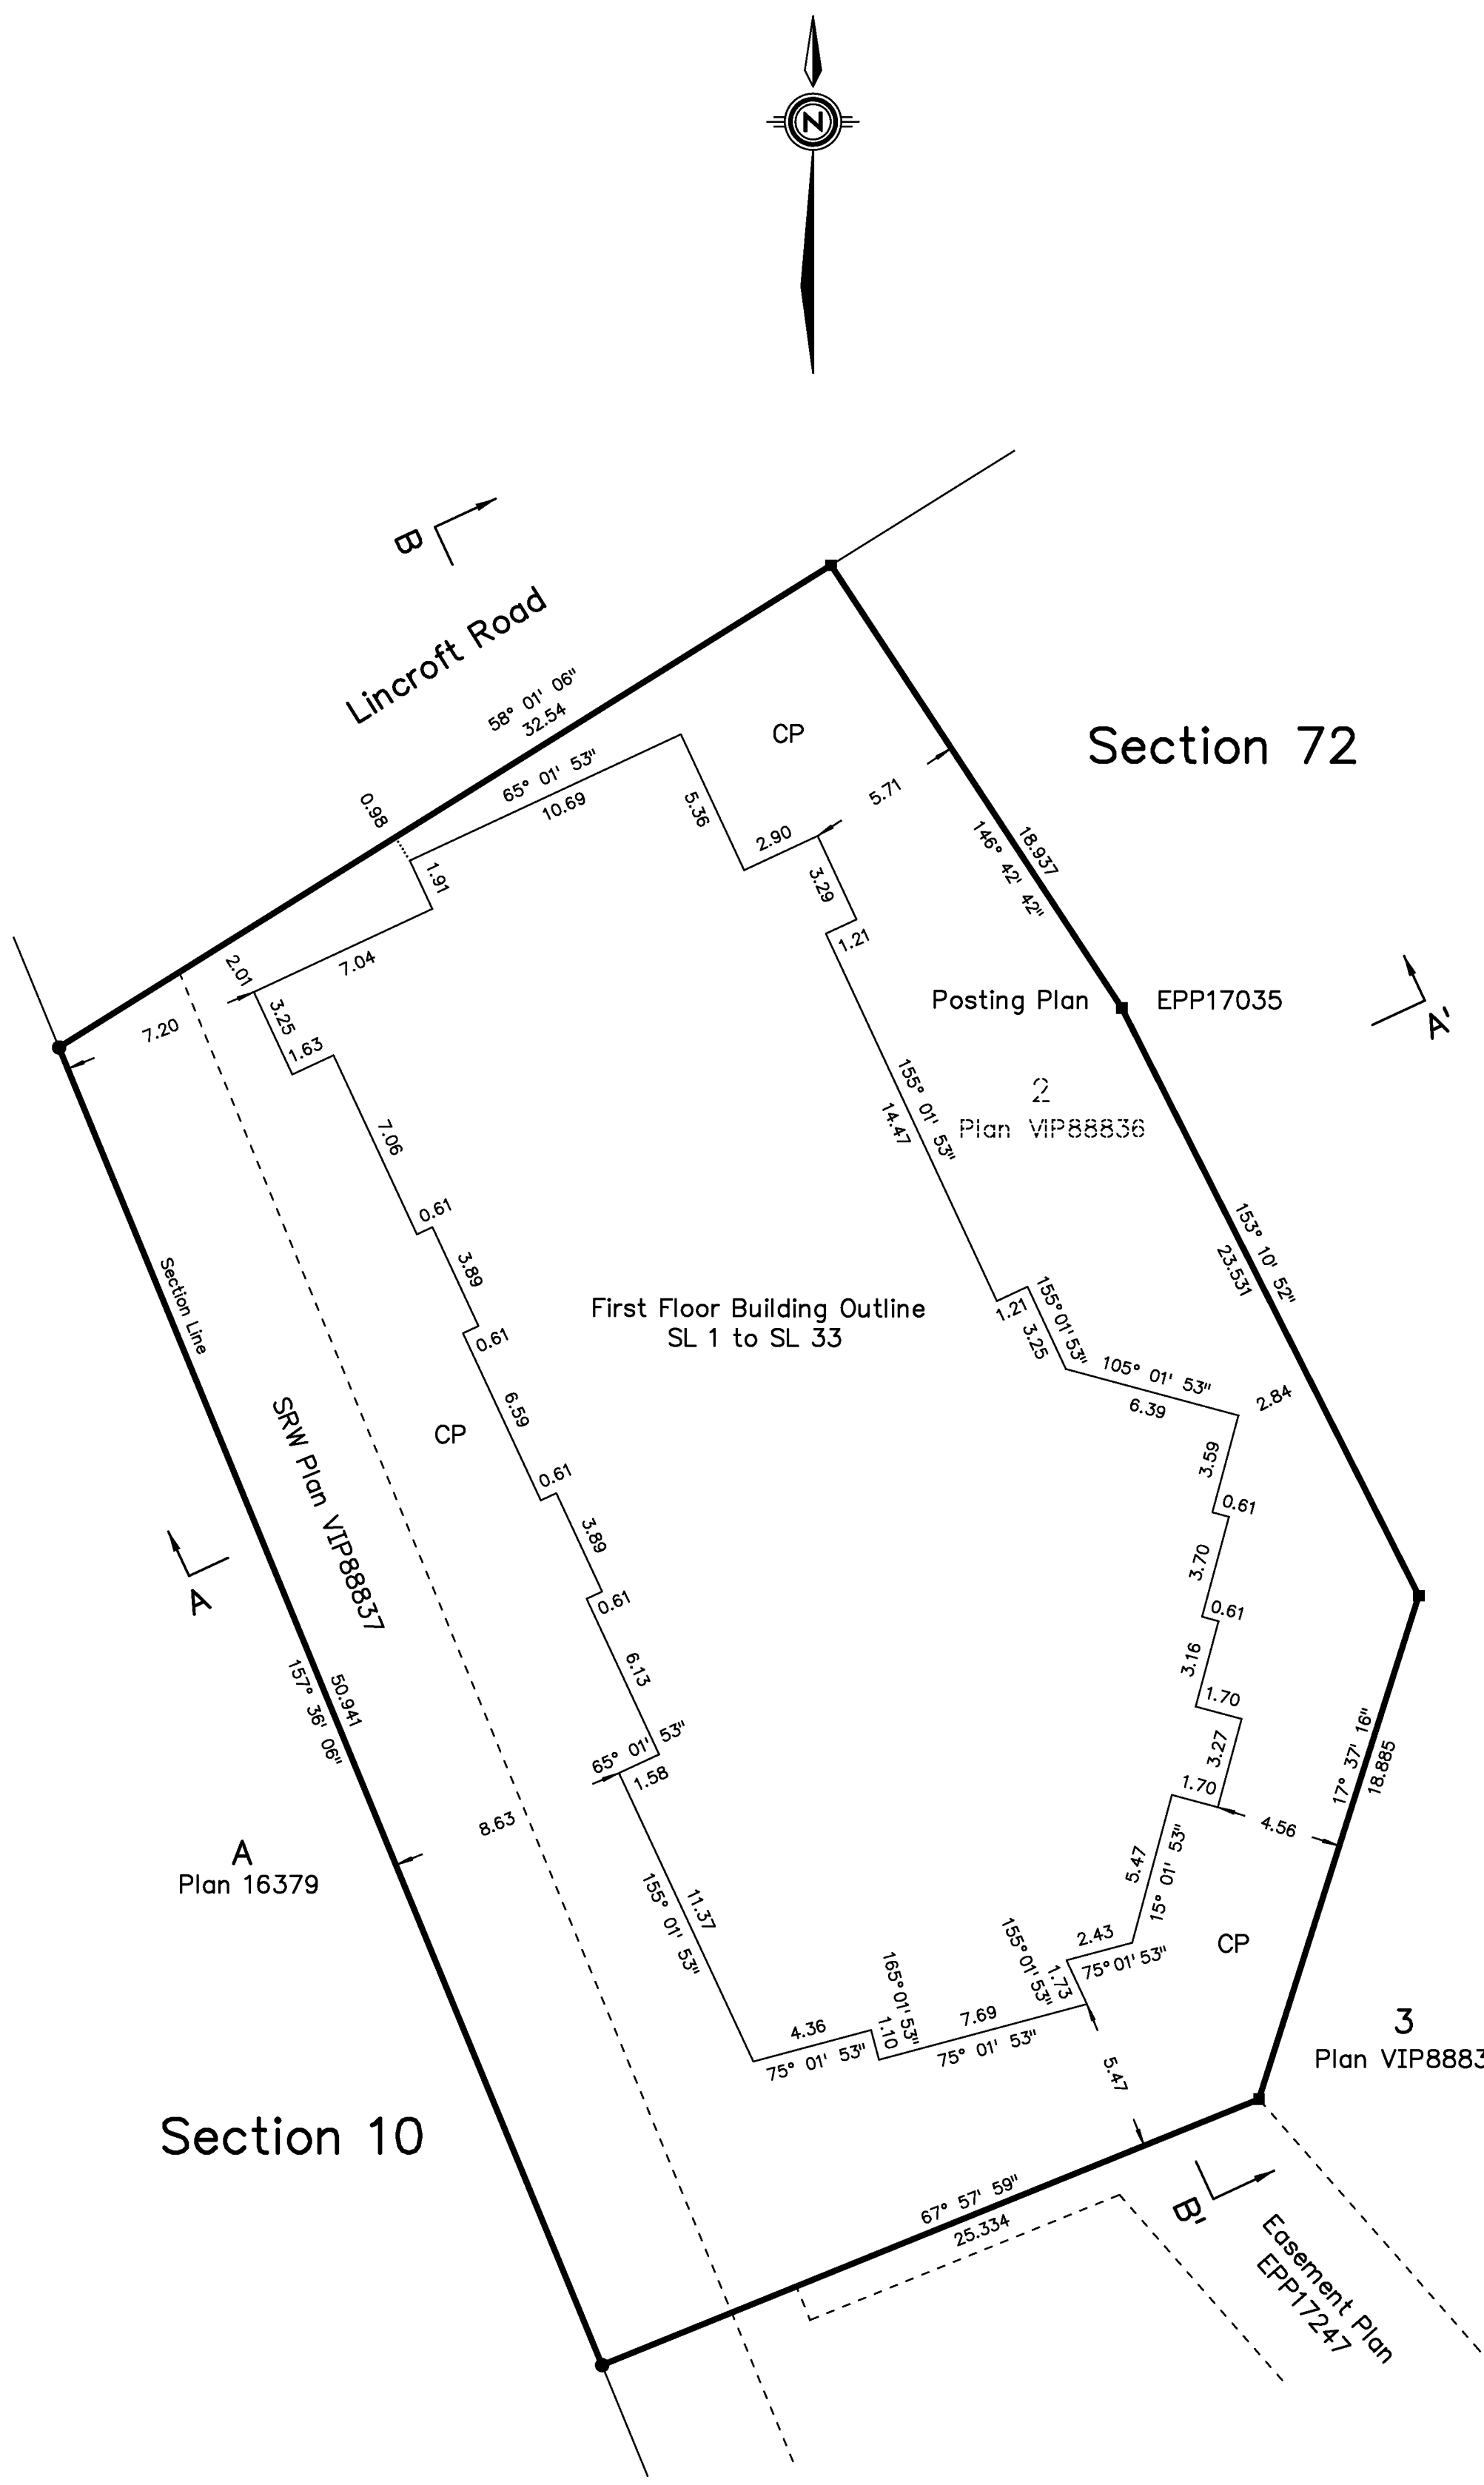 N
B
Lincroft Road
58° 01' 06"
32.54
CP
Section 72
0.98
65° 01' 53"
10.69
5.36
5.71
2.90
18.937
146° 42' 42"
1.91
3.29
1.21
7.04
2.01
3.25
7.20
1.63
Posting Plan EPP17035
A'
2
Plan VIP88836
155° 01' 53"
14.47
7.06
0.61
3.89
153° 10' 52"
23.531
Section Line
First Floor Building Outline
SL 1 to SL 33
0.61
1.21
3.25
155° 01' 53"
105° 01' 53"
6.39
2.84
6.59
SRW Plan VIP88837
CP
3.59
0.61
0.61
3.89
3.70
A
0.61
0.61
6.13
3.16
1.70
50.941
157° 36' 06"
65° 01' 53"
1.58
3.27
1.70
17° 37' 16"
18.885
8.63
4.56
A
Plan 16379
5.47
15° 01' 53"
11.37
155° 01' 53"
155° 01' 53"
1.73
2.43
75° 01' 53"
CP
165° 01' 53"
1.10
4.36
75° 01' 53"
7.69
75° 01' 53"
3
Plan VIP8883
5.47
Section 10
67° 57' 59"
25.334
B'
Easement Plan
EPP17247